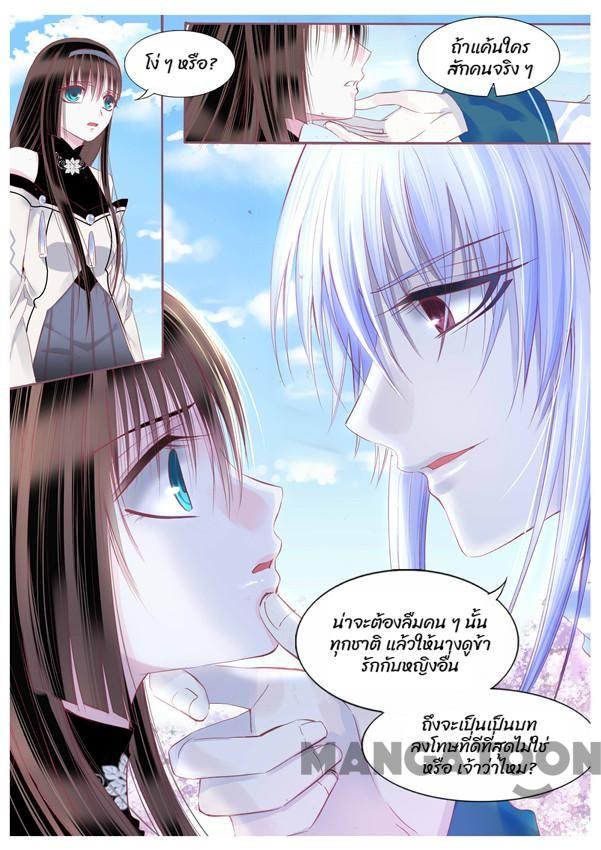 โง่ ๆ หรือ?
ถ้าแค้นใคร
สักคนจริง ๆ
น่าจะต้องลืมคน ๆ นั้น
ทุกชาติ แล้วให้นางดูข้า
รักกับหญิงอื่น
ถึงจะเป็นเป็นบท
ลงโทษที่ดีที่สุดไม่ใช่
หรือ เจ้าว่าไหม?
MANGATOON